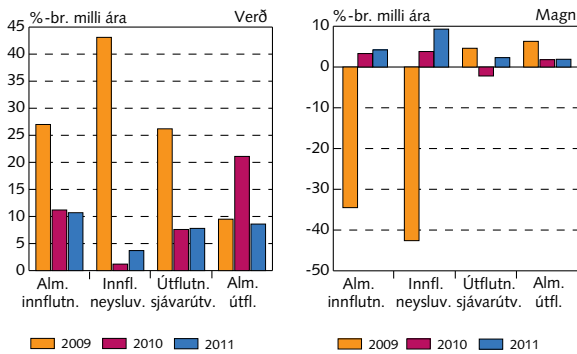 %-br. milli ára Verð
45
40
35
30
25
20
15
10
5
0
Alm. innflutn.
Innfl. neysluv.
Útflutn. sjávarútv.
Alm. útfl.
2009 2010 2011
%-br. milli ára Magn
10
0
-10
-20
-30
-40
-50
Alm. innflutn.
Innfl. neysluv.
Útflutn. sjávarútv.
Alm. útfl.
2009 2010 2011